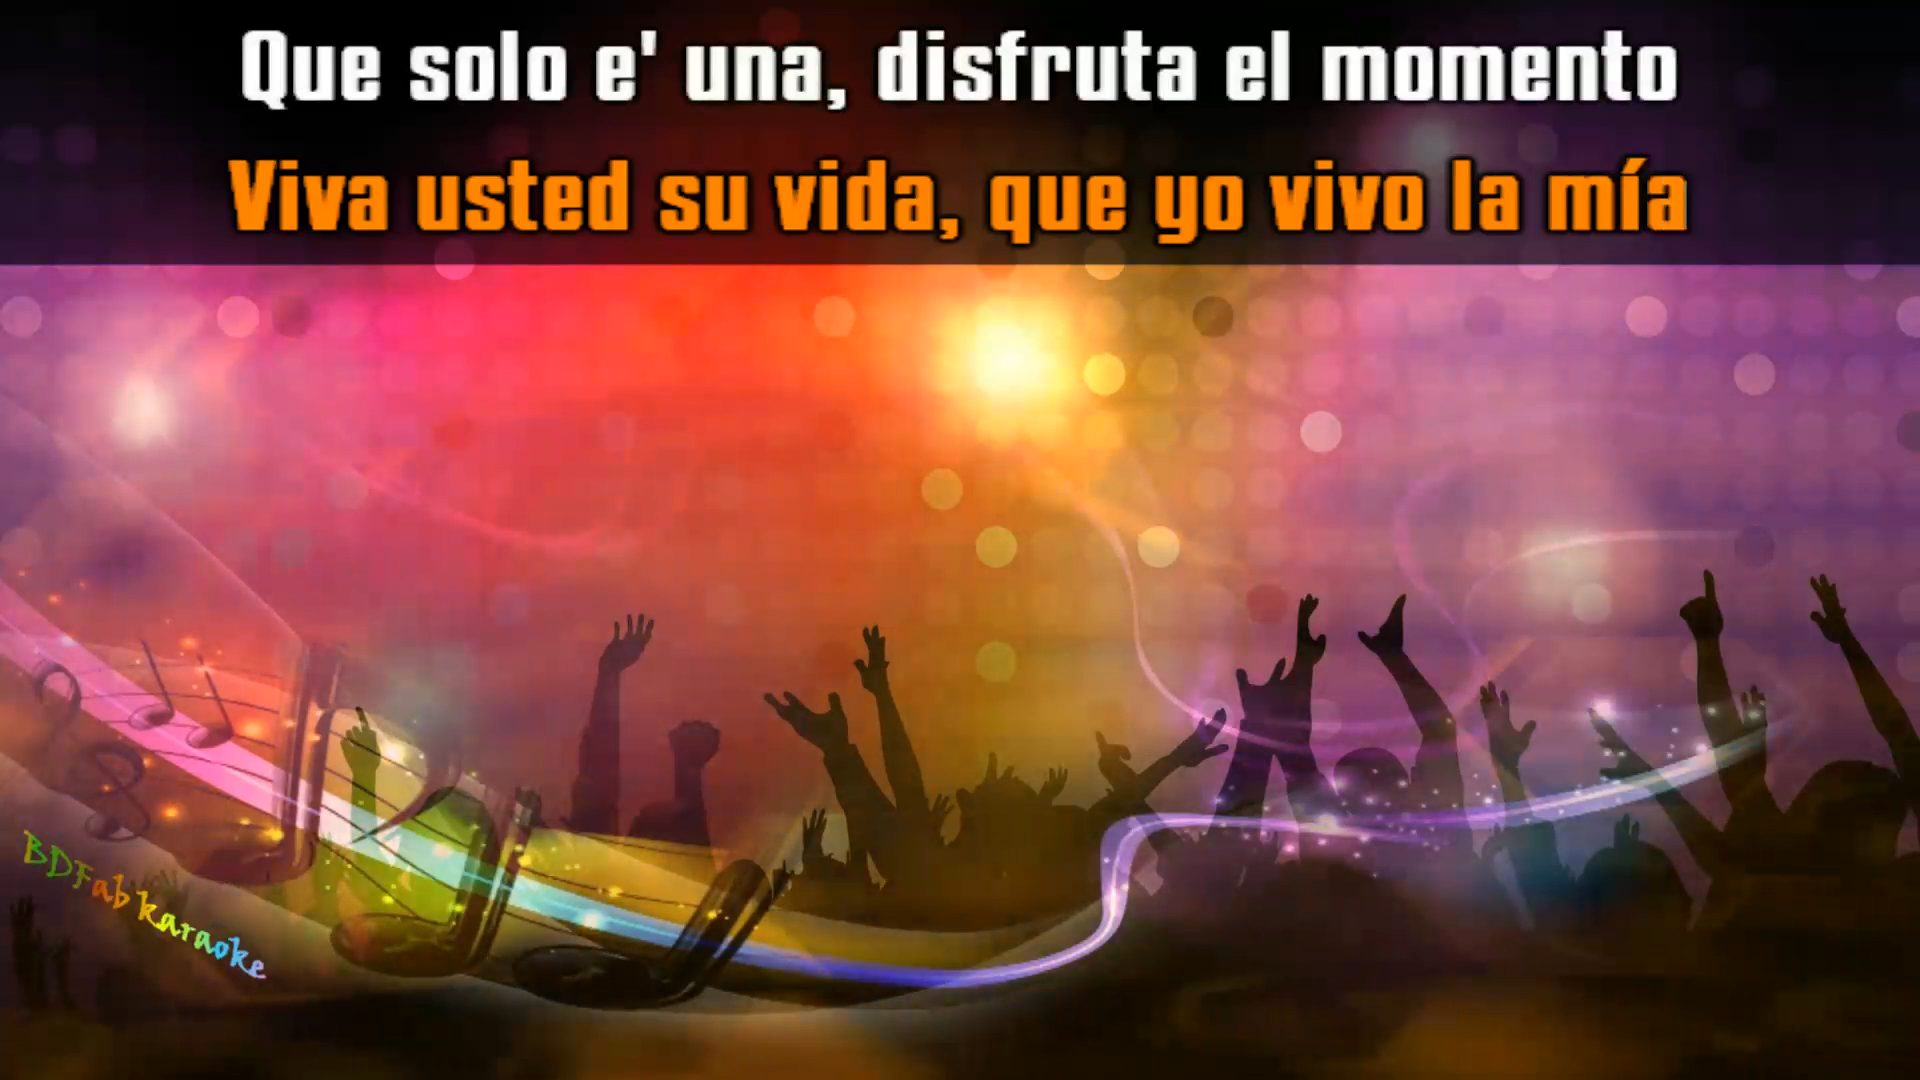 Que solo e' una, disfruta el momento
Viva usted su vida, que yo vivo la mía
BDFab karaoke